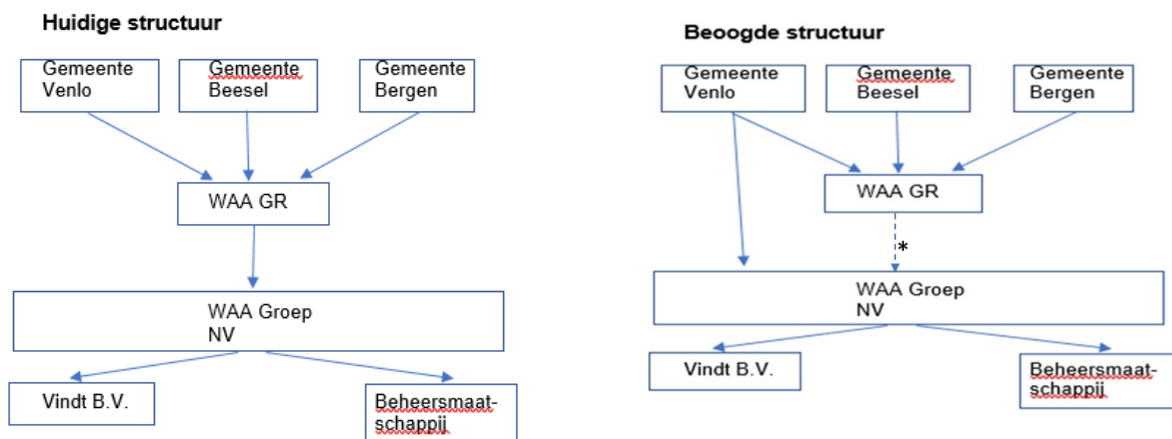 Huidige structuur
Gemeente
Venlo
Gemeente
Beesel
Gemeente
Bergen
WAA GR
WAA Groep
NV
Vindt B.V.
Beheersmaat-
schappij
Beoogde structuur
Gemeente
Venlo
Gemeente
Beesel
Gemeente
Bergen
WAA GR
*
WAA Groep
NV
Vindt B.V.
Beheersmaat-
schappij